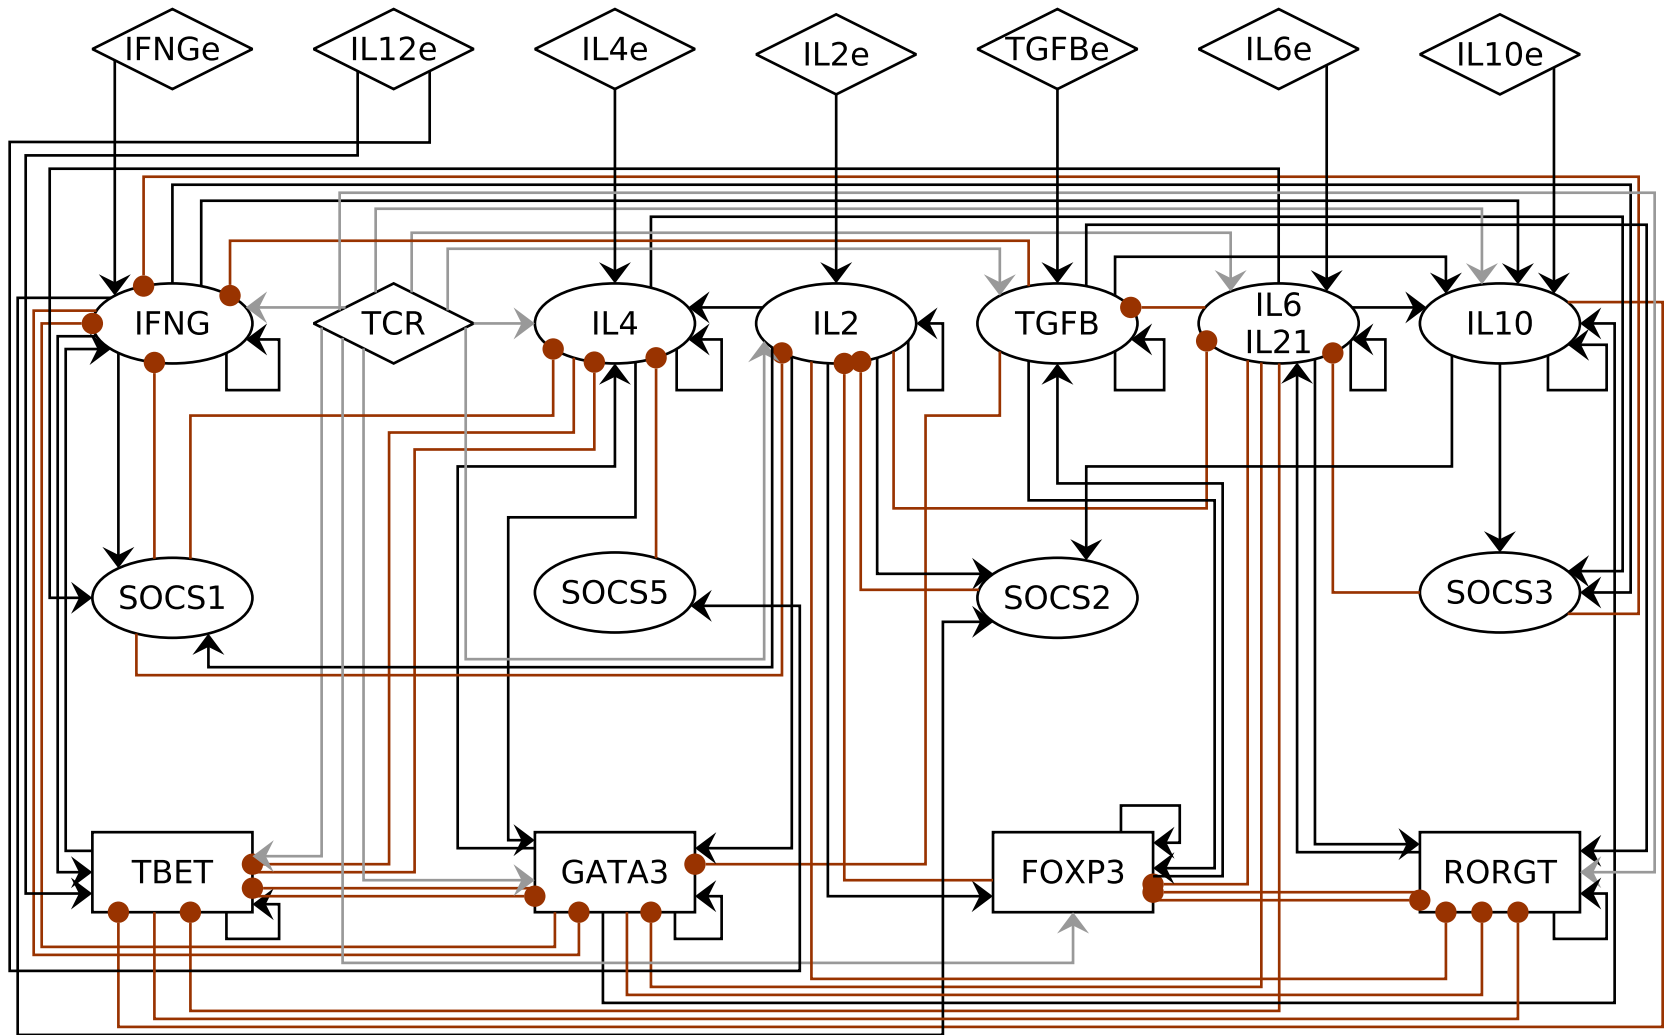 IFNGe
IL12e
IL4e
IL2e
TGFBe
IL6e
IL10e
IFNG
TCR
IL4
IL2
TGFB
IL6
IL21
IL10
SOCS1
SOCS5
SOCS2
SOCS3
TBET
GATA3
FOXP3
RORGT